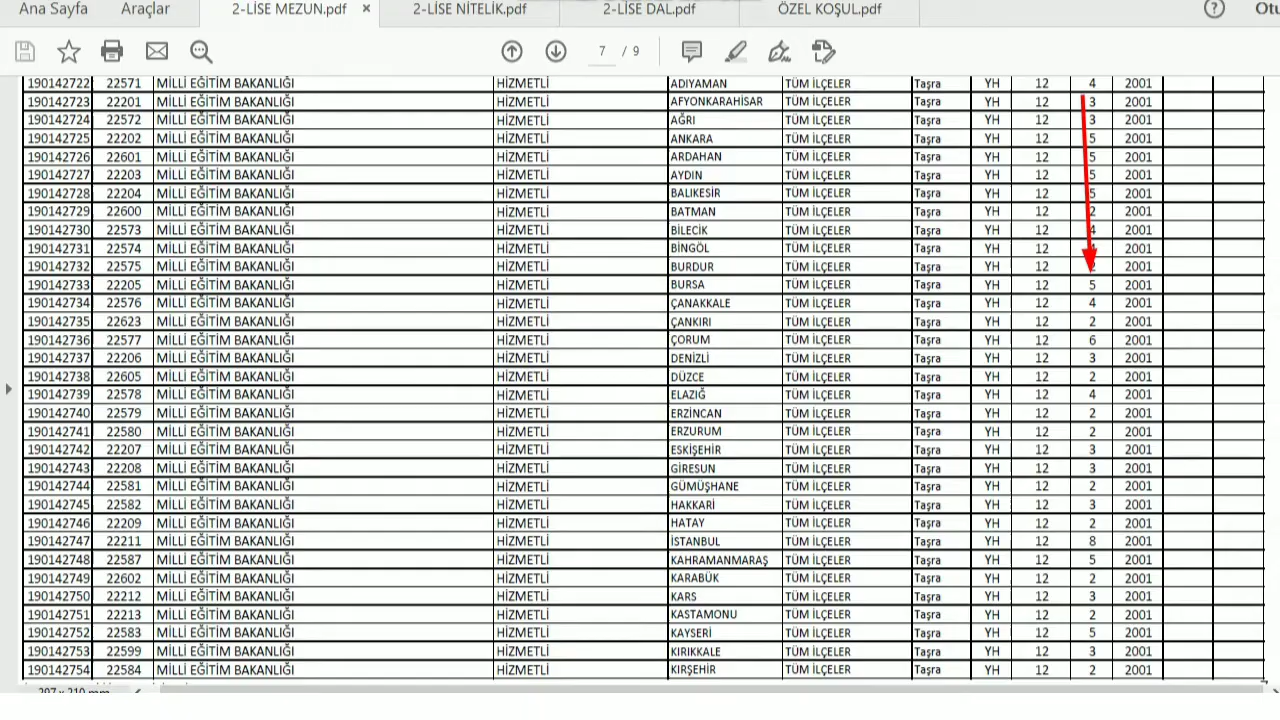 Ana Sayfa Araçlar 2-LİSE MEZUN.pdf × 2-LİSE NİTELİK.pdf 2-LİSE DAL.pdf ÖZEL KOŞUL.pdf ? Otu
7 / 9
190142722 22571 MİLLİ EĞİTİM BAKANLIĞI HİZMETLİ ADIYAMAN TÜM İLÇELER Taşra YH 12 4 2001
190142723 22201 MİLLİ EĞİTİM BAKANLIĞI HİZMETLİ AFYONKARAHİSAR TÜM İLÇELER Taşra YH 12 3 2001
190142724 22572 MİLLİ EĞİTİM BAKANLIĞI HİZMETLİ AĞRI TÜM İLÇELER Taşra YH 12 3 2001
190142725 22202 MİLLİ EĞİTİM BAKANLIĞI HİZMETLİ ANKARA TÜM İLÇELER Taşra YH 12 5 2001
190142726 22601 MİLLİ EĞİTİM BAKANLIĞI HİZMETLİ ARDAHAN TÜM İLÇELER Taşra YH 12 5 2001
190142727 22203 MİLLİ EĞİTİM BAKANLIĞI HİZMETLİ AYDIN TÜM İLÇELER Taşra YH 12 5 2001
190142728 22204 MİLLİ EĞİTİM BAKANLIĞI HİZMETLİ BALIKESİR TÜM İLÇELER Taşra YH 12 5 2001
190142729 22600 MİLLİ EĞİTİM BAKANLIĞI HİZMETLİ BATMAN TÜM İLÇELER Taşra YH 12 2 2001
190142730 22573 MİLLİ EĞİTİM BAKANLIĞI HİZMETLİ BİLECİK TÜM İLÇELER Taşra YH 12 4 2001
190142731 22574 MİLLİ EĞİTİM BAKANLIĞI HİZMETLİ BİNGÖL TÜM İLÇELER Taşra YH 12 2001
190142732 22575 MİLLİ EĞİTİM BAKANLIĞI HİZMETLİ BURDUR TÜM İLÇELER Taşra YH 12 2001
190142733 22205 MİLLİ EĞİTİM BAKANLIĞI HİZMETLİ BURSA TÜM İLÇELER Taşra YH 12 5 2001
190142734 22576 MİLLİ EĞİTİM BAKANLIĞI HİZMETLİ ÇANAKKALE TÜM İLÇELER Taşra YH 12 4 2001
190142735 22623 MİLLİ EĞİTİM BAKANLIĞI HİZMETLİ ÇANKIRI TÜM İLÇELER Taşra YH 12 2 2001
190142736 22577 MİLLİ EĞİTİM BAKANLIĞI HİZMETLİ ÇORUM TÜM İLÇELER Taşra YH 12 6 2001
190142737 22206 MİLLİ EĞİTİM BAKANLIĞI HİZMETLİ DENİZLİ TÜM İLÇELER Taşra YH 12 3 2001
190142738 22605 MİLLİ EĞİTİM BAKANLIĞI HİZMETLİ DÜZCE TÜM İLÇELER Taşra YH 12 2 2001
190142739 22578 MİLLİ EĞİTİM BAKANLIĞI HİZMETLİ ELAZIĞ TÜM İLÇELER Taşra YH 12 4 2001
190142740 22579 MİLLİ EĞİTİM BAKANLIĞI HİZMETLİ ERZİNCAN TÜM İLÇELER Taşra YH 12 2 2001
190142741 22580 MİLLİ EĞİTİM BAKANLIĞI HİZMETLİ ERZURUM TÜM İLÇELER Taşra YH 12 2 2001
190142742 22207 MİLLİ EĞİTİM BAKANLIĞI HİZMETLİ ESKİŞEHİR TÜM İLÇELER Taşra YH 12 3 2001
190142743 22208 MİLLİ EĞİTİM BAKANLIĞI HİZMETLİ GİRESUN TÜM İLÇELER Taşra YH 12 3 2001
190142744 22581 MİLLİ EĞİTİM BAKANLIĞI HİZMETLİ GÜMÜŞHANE TÜM İLÇELER Taşra YH 12 2 2001
190142745 22582 MİLLİ EĞİTİM BAKANLIĞI HİZMETLİ HAKKARİ TÜM İLÇELER Taşra YH 12 3 2001
190142746 22209 MİLLİ EĞİTİM BAKANLIĞI HİZMETLİ HATAY TÜM İLÇELER Taşra YH 12 2 2001
190142747 22211 MİLLİ EĞİTİM BAKANLIĞI HİZMETLİ İSTANBUL TÜM İLÇELER Taşra YH 12 8 2001
190142748 22587 MİLLİ EĞİTİM BAKANLIĞI HİZMETLİ KAHRAMANMARAŞ TÜM İLÇELER Taşra YH 12 5 2001
190142749 22602 MİLLİ EĞİTİM BAKANLIĞI HİZMETLİ KARABÜK TÜM İLÇELER Taşra YH 12 2 2001
190142750 22212 MİLLİ EĞİTİM BAKANLIĞI HİZMETLİ KARS TÜM İLÇELER Taşra YH 12 3 2001
190142751 22213 MİLLİ EĞİTİM BAKANLIĞI HİZMETLİ KASTAMONU TÜM İLÇELER Taşra YH 12 2 2001
190142752 22583 MİLLİ EĞİTİM BAKANLIĞI HİZMETLİ KAYSERİ TÜM İLÇELER Taşra YH 12 5 2001
190142753 22599 MİLLİ EĞİTİM BAKANLIĞI HİZMETLİ KIRIKKALE TÜM İLÇELER Taşra YH 12 3 2001
190142754 22584 MİLLİ EĞİTİM BAKANLIĞI HİZMETLİ KIRŞEHİR TÜM İLÇELER Taşra YH 12 2 2001
297 x 210 mm